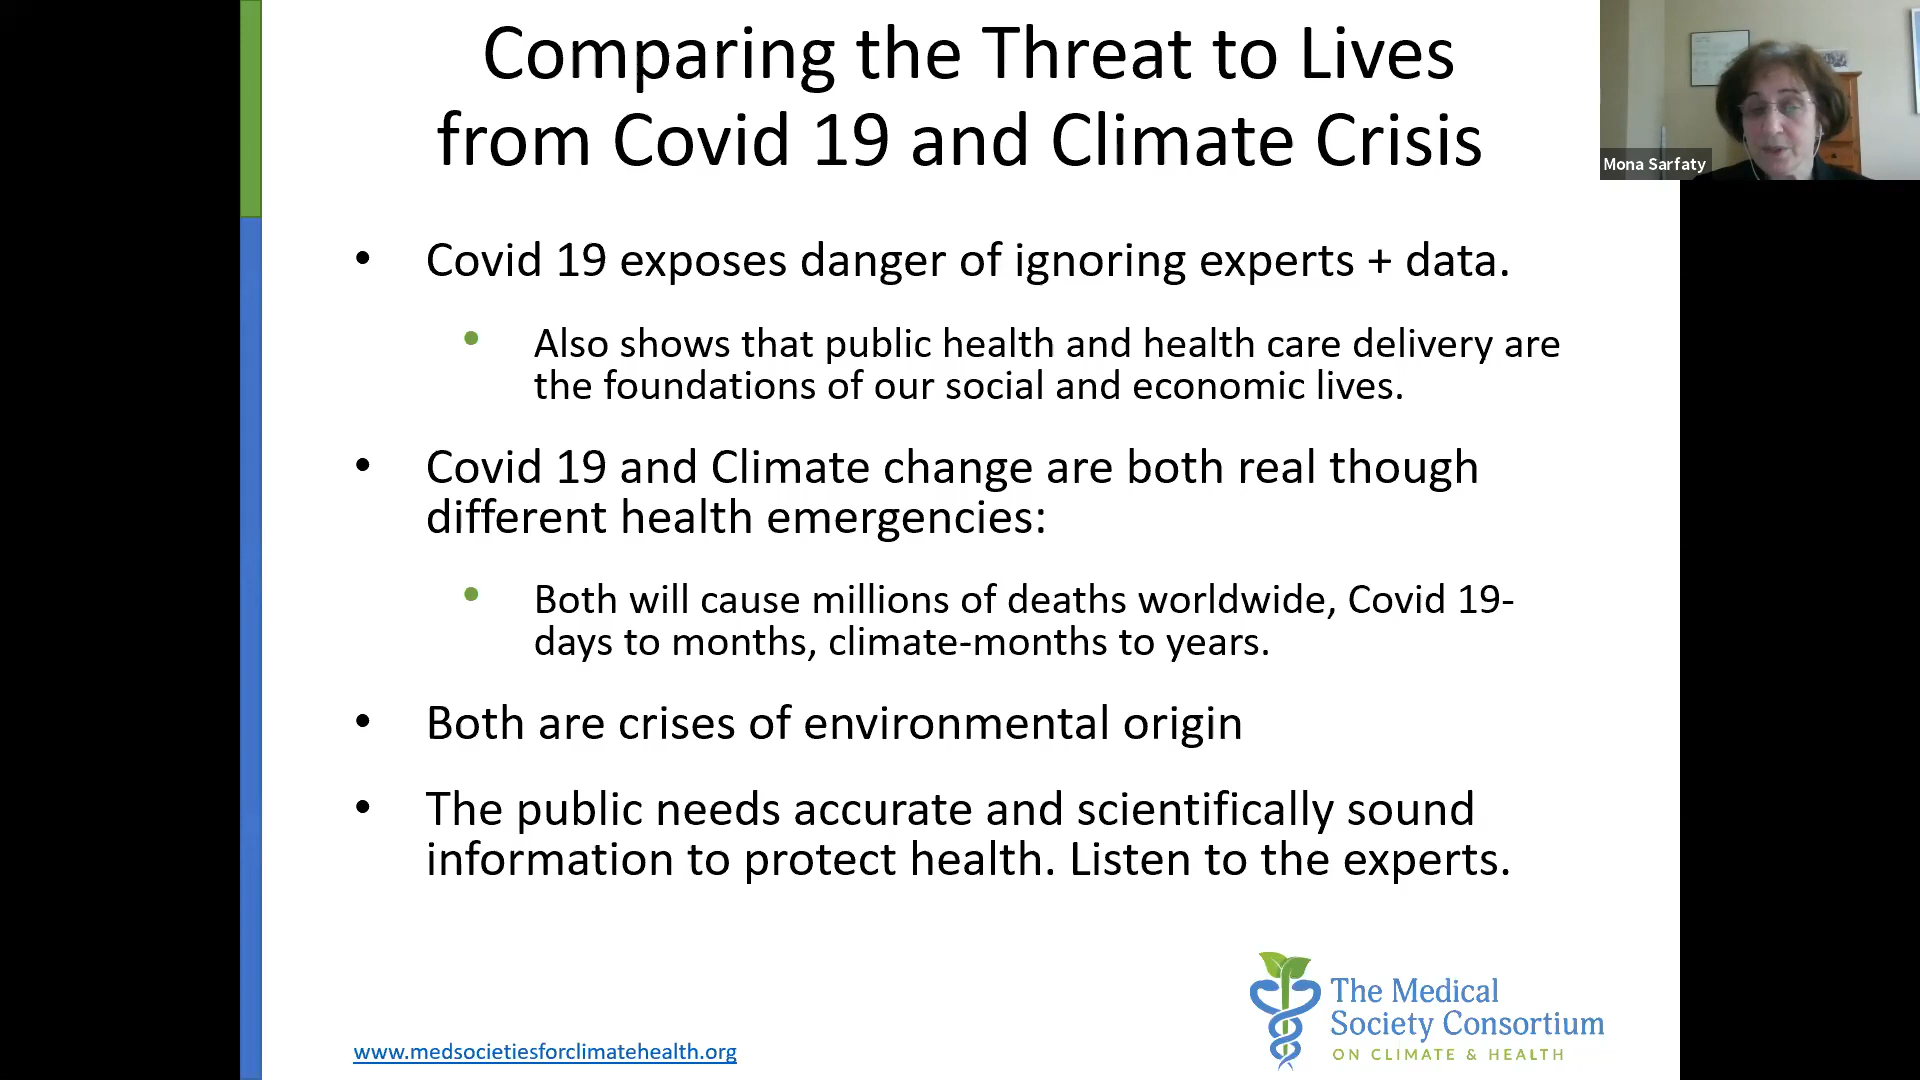 Comparing the Threat to Lives
from Covid 19 and Climate Crisis
Mona Sarfaty
• Covid 19 exposes danger of ignoring experts + data.
• Also shows that public health and health care delivery are
the foundations of our social and economic lives.
• Covid 19 and Climate change are both real though
different health emergencies:
• Both will cause millions of deaths worldwide, Covid 19-
days to months, climate-months to years.
• Both are crises of environmental origin
• The public needs accurate and scientifically sound
information to protect health. Listen to the experts.
The Medical
Society Consortium
ON CLIMATE & HEALTH
www.medsocietiesforclimatehealth.org